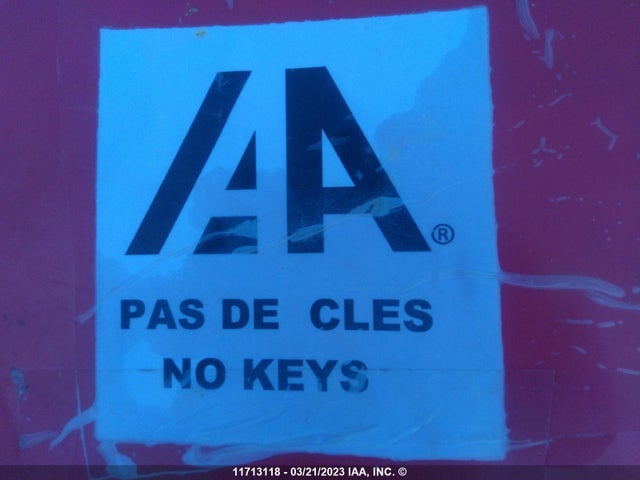 IAA®
PAS DE CLES
NO KEYS
11713118 - 03/21/2023 IAA, INC. ©